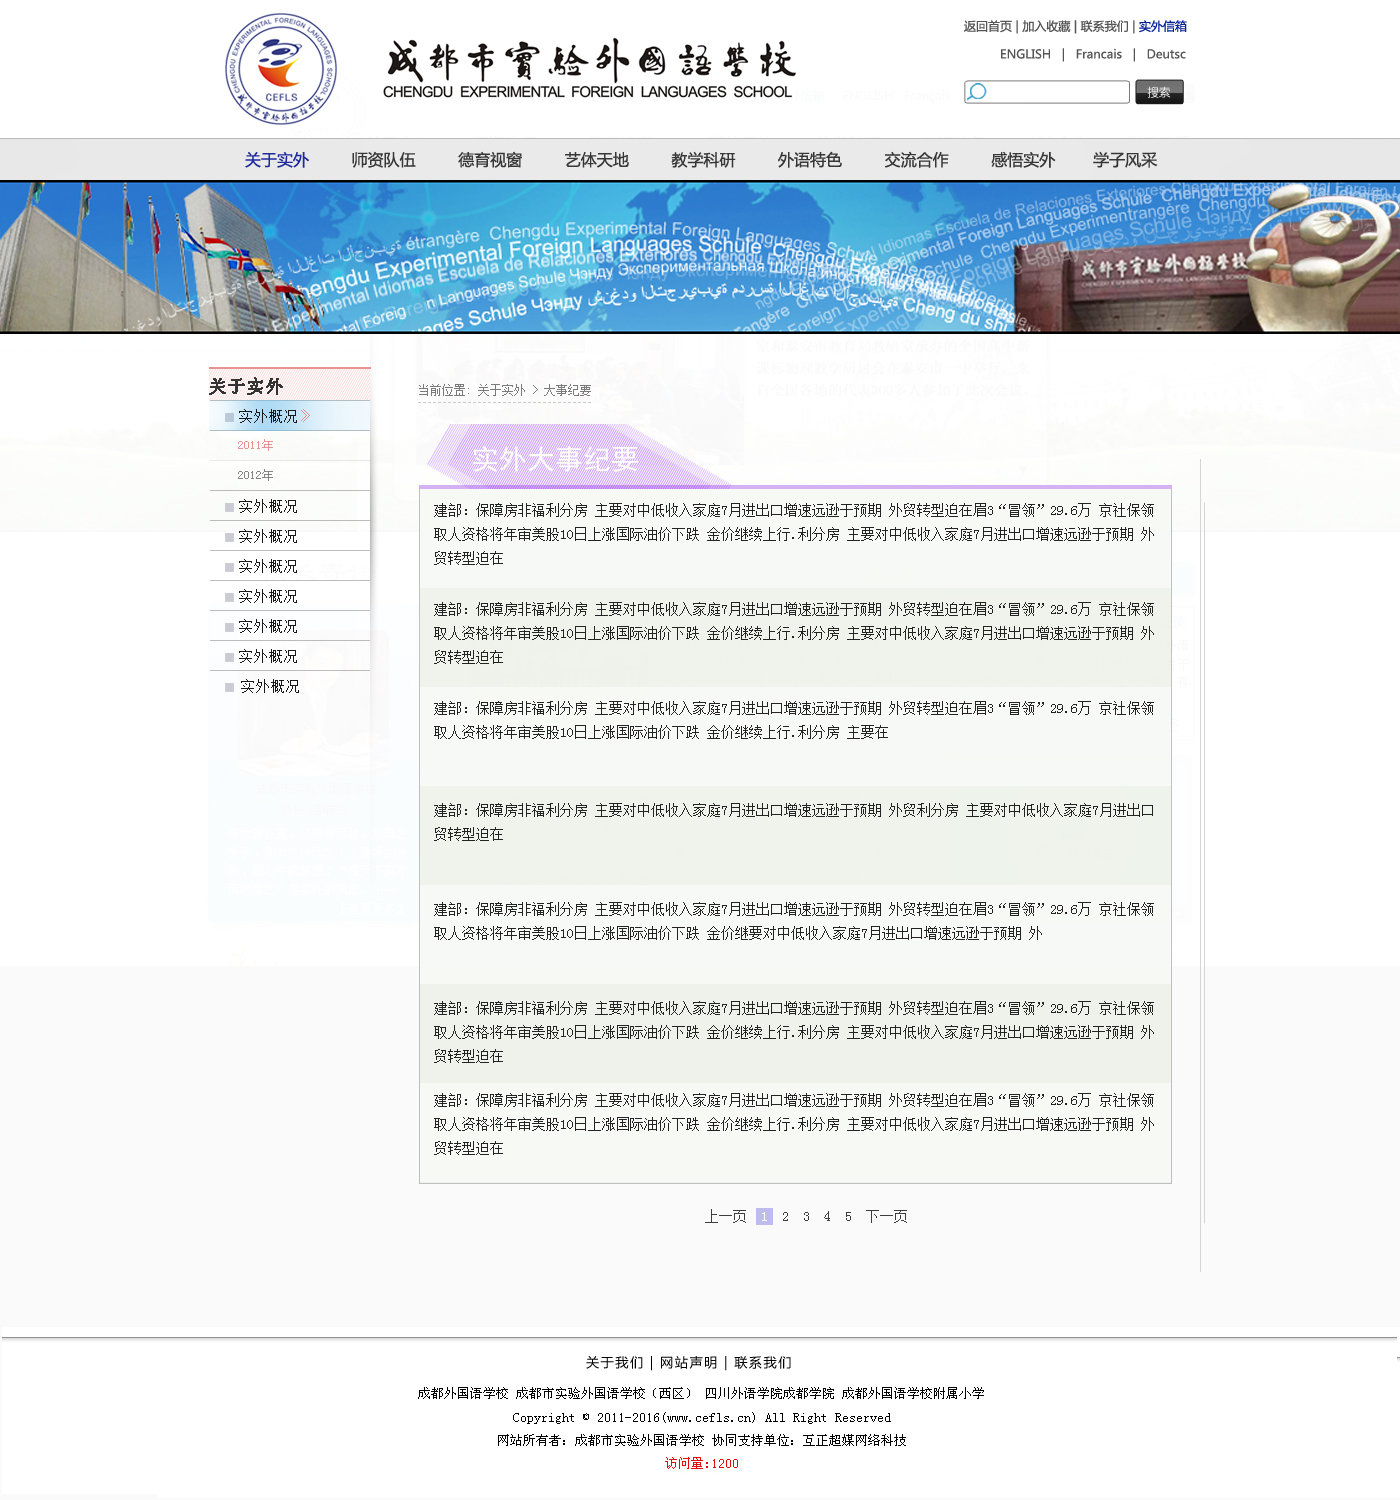 返回首页 | 加入收藏 | 联系我们 | 实外信箱
ENGLISH | Francais | Deutsc
搜索
CHENGDU EXPERIMENTAL FOREIGN LANGUAGES SCHOOL
CEFLS
成都市实验外国语学校
成都市實驗外國語學校
CHENGDU EXPERIMENTAL FOREIGN LANGUAGES SCHOOL
关于实外 师资队伍 德育视窗 艺体天地 教学科研 外语特色 交流合作 感悟实外 学子风采
étrangère Chengdu Experimental Foreign Languages Schule
Chengdu Experimental Foreign Languages Schule Chengdu Experimental
Experimental Idiomas Escuela de Relaciones Exteriores
n Languages Schule Чэнду Экспериментальная школа
成都市实验外國語學校
关于实外
实外概况
2011年
2012年
实外概况
实外概况
实外概况
实外概况
实外概况
实外概况
实外概况
当前位置：关于实外 > 大事纪要
实外大事纪要
建部：保障房非福利分房 主要对中低收入家庭7月进出口增速远逊于预期 外贸转型迫在眉3“冒领”29.6万 京社保领
取人资格将年审美股10日上涨国际油价下跌 金价继续上行.利分房 主要对中低收入家庭7月进出口增速远逊于预期 外
贸转型迫在
建部：保障房非福利分房 主要对中低收入家庭7月进出口增速远逊于预期 外贸转型迫在眉3“冒领”29.6万 京社保领
取人资格将年审美股10日上涨国际油价下跌 金价继续上行.利分房 主要对中低收入家庭7月进出口增速远逊于预期 外
贸转型迫在
建部：保障房非福利分房 主要对中低收入家庭7月进出口增速远逊于预期 外贸转型迫在眉3“冒领”29.6万 京社保领
取人资格将年审美股10日上涨国际油价下跌 金价继续上行.利分房 主要在
建部：保障房非福利分房 主要对中低收入家庭7月进出口增速远逊于预期 外贸利分房 主要对中低收入家庭7月进出口
贸转型迫在
建部：保障房非福利分房 主要对中低收入家庭7月进出口增速远逊于预期 外贸转型迫在眉3“冒领”29.6万 京社保领
取人资格将年审美股10日上涨国际油价下跌 金价继要对中低收入家庭7月进出口增速远逊于预期 外
建部：保障房非福利分房 主要对中低收入家庭7月进出口增速远逊于预期 外贸转型迫在眉3“冒领”29.6万 京社保领
取人资格将年审美股10日上涨国际油价下跌 金价继续上行.利分房 主要对中低收入家庭7月进出口增速远逊于预期 外
贸转型迫在
建部：保障房非福利分房 主要对中低收入家庭7月进出口增速远逊于预期 外贸转型迫在眉3“冒领”29.6万 京社保领
取人资格将年审美股10日上涨国际油价下跌 金价继续上行.利分房 主要对中低收入家庭7月进出口增速远逊于预期 外
贸转型迫在
上一页 1 2 3 4 5 下一页
关于我们 | 网站声明 | 联系我们
成都外国语学校 成都市实验外国语学校（西区） 四川外语学院成都学院 成都外国语学校附属小学
Copyright © 2011-2016(www.cefls.cn) All Right Reserved
网站所有者：成都市实验外国语学校 协同支持单位：互正超媒网络科技
访问量:1200